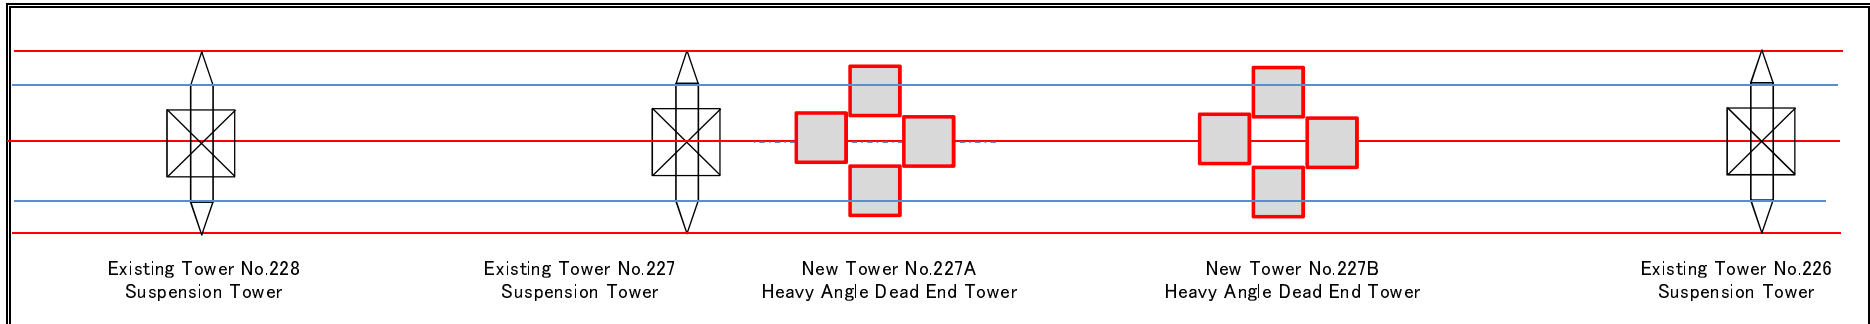 Existing Tower No.228
Suspension Tower
Existing Tower No.227
Suspension Tower
New Tower No.227A
Heavy Angle Dead End Tower
New Tower No.227B
Heavy Angle Dead End Tower
Existing Tower No.226
Suspension Tower